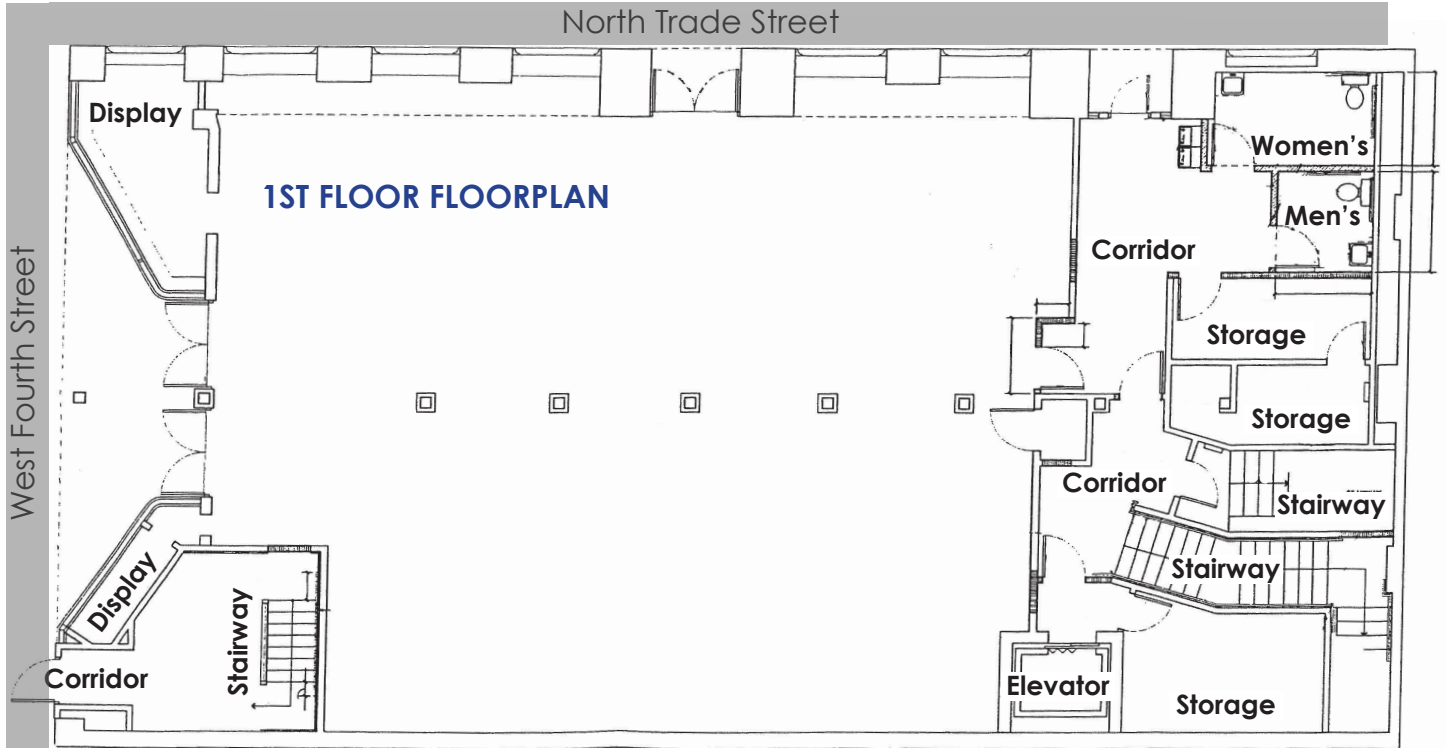 North Trade Street
West Fourth Street
Display
1ST FLOOR FLOORPLAN
Women's
Men's
Corridor
Storage
Storage
Corridor
Stairway
Stairway
Display
Stairway
Corridor
Elevator
Storage